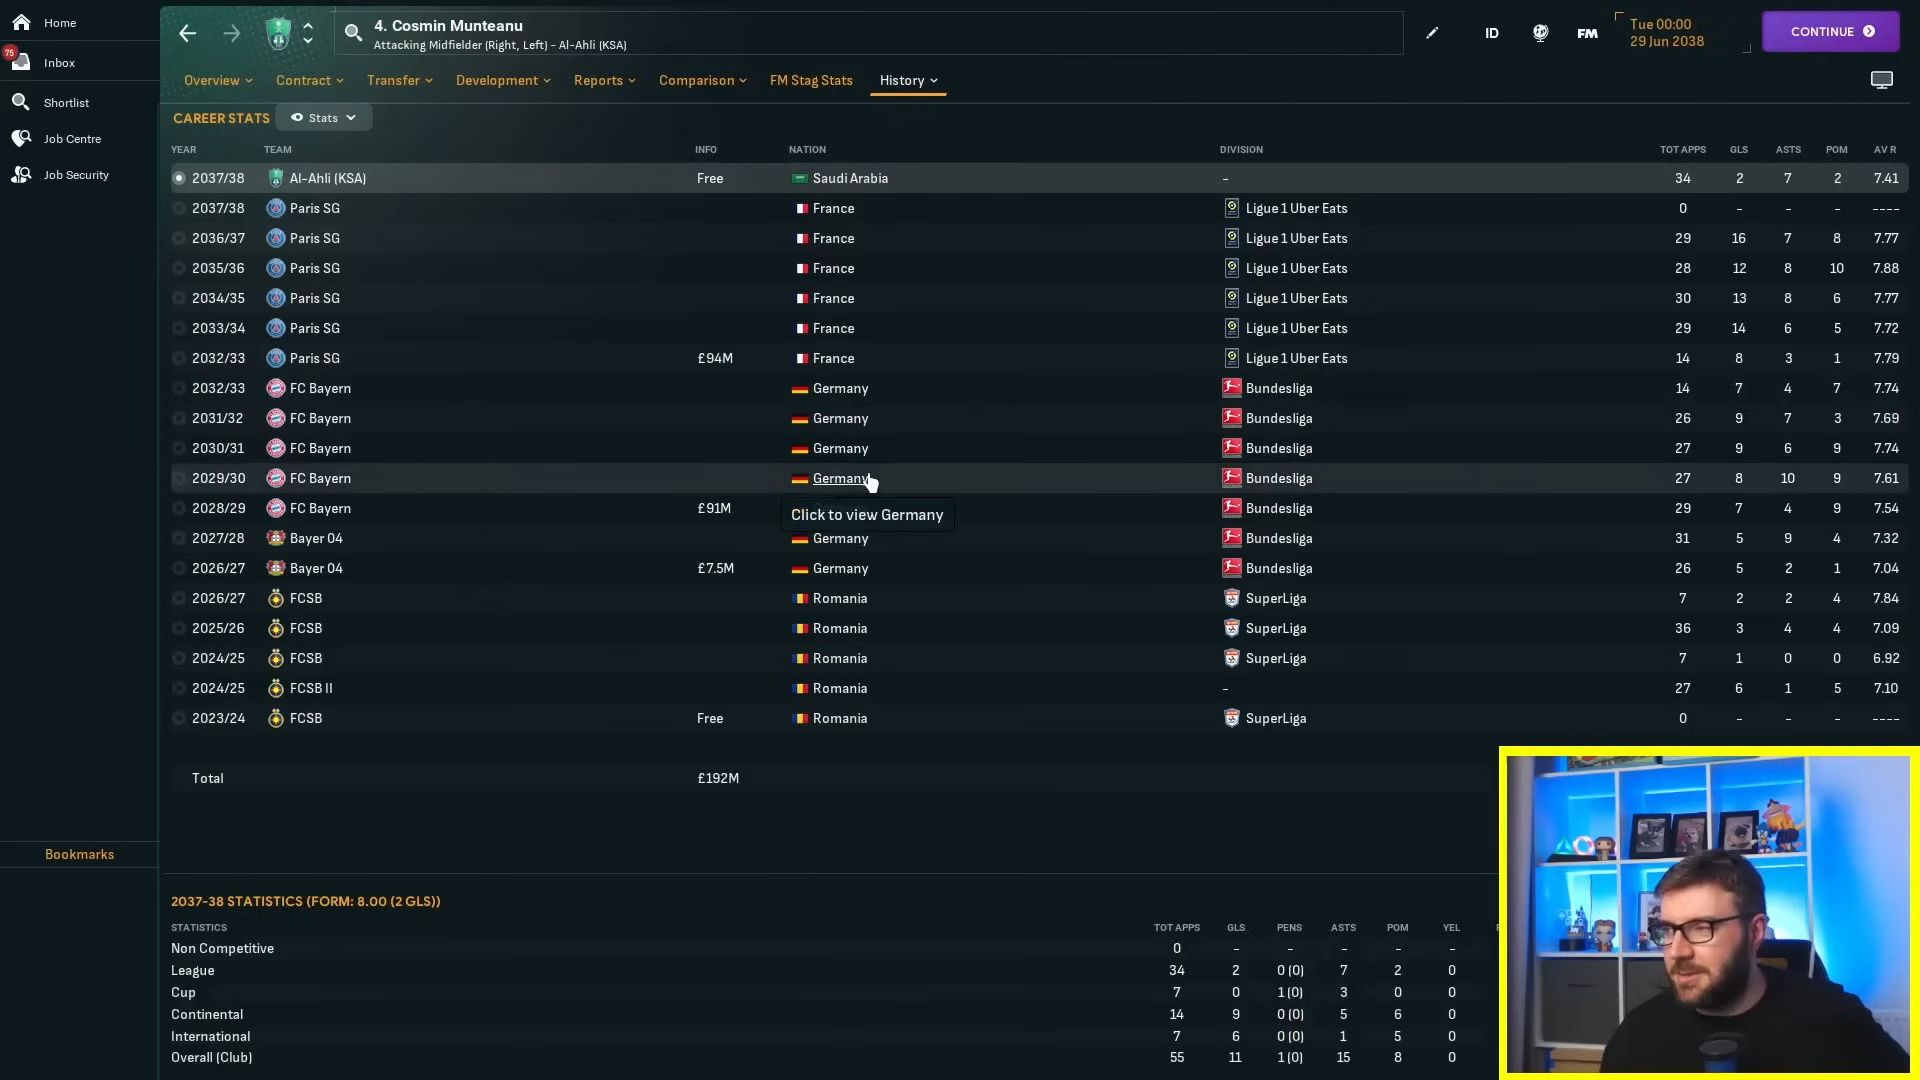 Home
75
Inbox
Shortlist
Job Centre
Job Security
Bookmarks
4. Cosmin Munteanu
Attacking Midfielder (Right, Left) - Al-Ahli (KSA)
ID
FM
Tue 00:00
29 Jun 2038
CONTINUE
Overview Contract Transfer Development Reports Comparison FM Stag Stats History
CAREER STATS Stats
YEAR TEAM INFO NATION DIVISION TOT APPS GLS ASTS POM AV R
2037/38 Al-Ahli (KSA) Free Saudi Arabia - 34 2 7 2 7.41
2037/38 Paris SG France Ligue 1 Uber Eats 0 - - - ----
2036/37 Paris SG France Ligue 1 Uber Eats 29 16 7 8 7.77
2035/36 Paris SG France Ligue 1 Uber Eats 28 12 8 10 7.88
2034/35 Paris SG France Ligue 1 Uber Eats 30 13 8 6 7.77
2033/34 Paris SG France Ligue 1 Uber Eats 29 14 6 5 7.72
2032/33 Paris SG £94M France Ligue 1 Uber Eats 14 8 3 1 7.79
2032/33 FC Bayern Germany Bundesliga 14 7 4 7 7.74
2031/32 FC Bayern Germany Bundesliga 26 9 7 3 7.69
2030/31 FC Bayern Germany Bundesliga 27 9 6 9 7.74
2029/30 FC Bayern Germany Bundesliga 27 8 10 9 7.61
2028/29 FC Bayern £91M Bundesliga 29 7 4 9 7.54
Click to view Germany
2027/28 Bayer 04 Germany Bundesliga 31 5 9 4 7.32
2026/27 Bayer 04 £7.5M Germany Bundesliga 26 5 2 1 7.04
2026/27 FCSB Romania SuperLiga 7 2 2 4 7.84
2025/26 FCSB Romania SuperLiga 36 3 4 4 7.09
2024/25 FCSB Romania SuperLiga 7 1 0 0 6.92
2024/25 FCSB II Romania - 27 6 1 5 7.10
2023/24 FCSB Free Romania SuperLiga 0 - - - ----
Total £192M
2037-38 STATISTICS (FORM: 8.00 (2 GLS))
STATISTICS TOT APPS GLS PENS ASTS POM YEL
Non Competitive 0 - - - - -
League 34 2 0 (0) 7 2 0
Cup 7 0 1 (0) 3 0 0
Continental 14 9 0 (0) 5 6 0
International 7 6 0 (0) 1 5 0
Overall (Club) 55 11 1 (0) 15 8 0